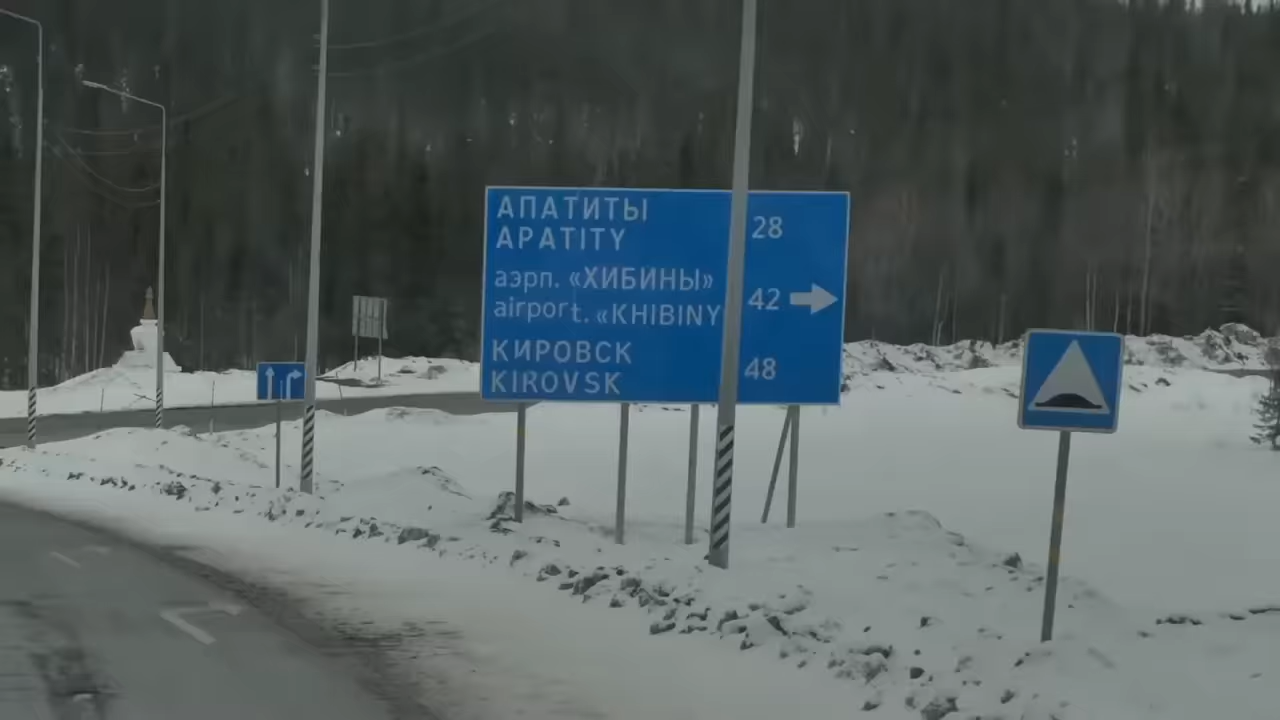 АПАТИТЫ
APATITY
28
аэрп. «ХИБИНЫ»
airport. «KHIBINY
42
КИРОВСК
KIROVSK
48